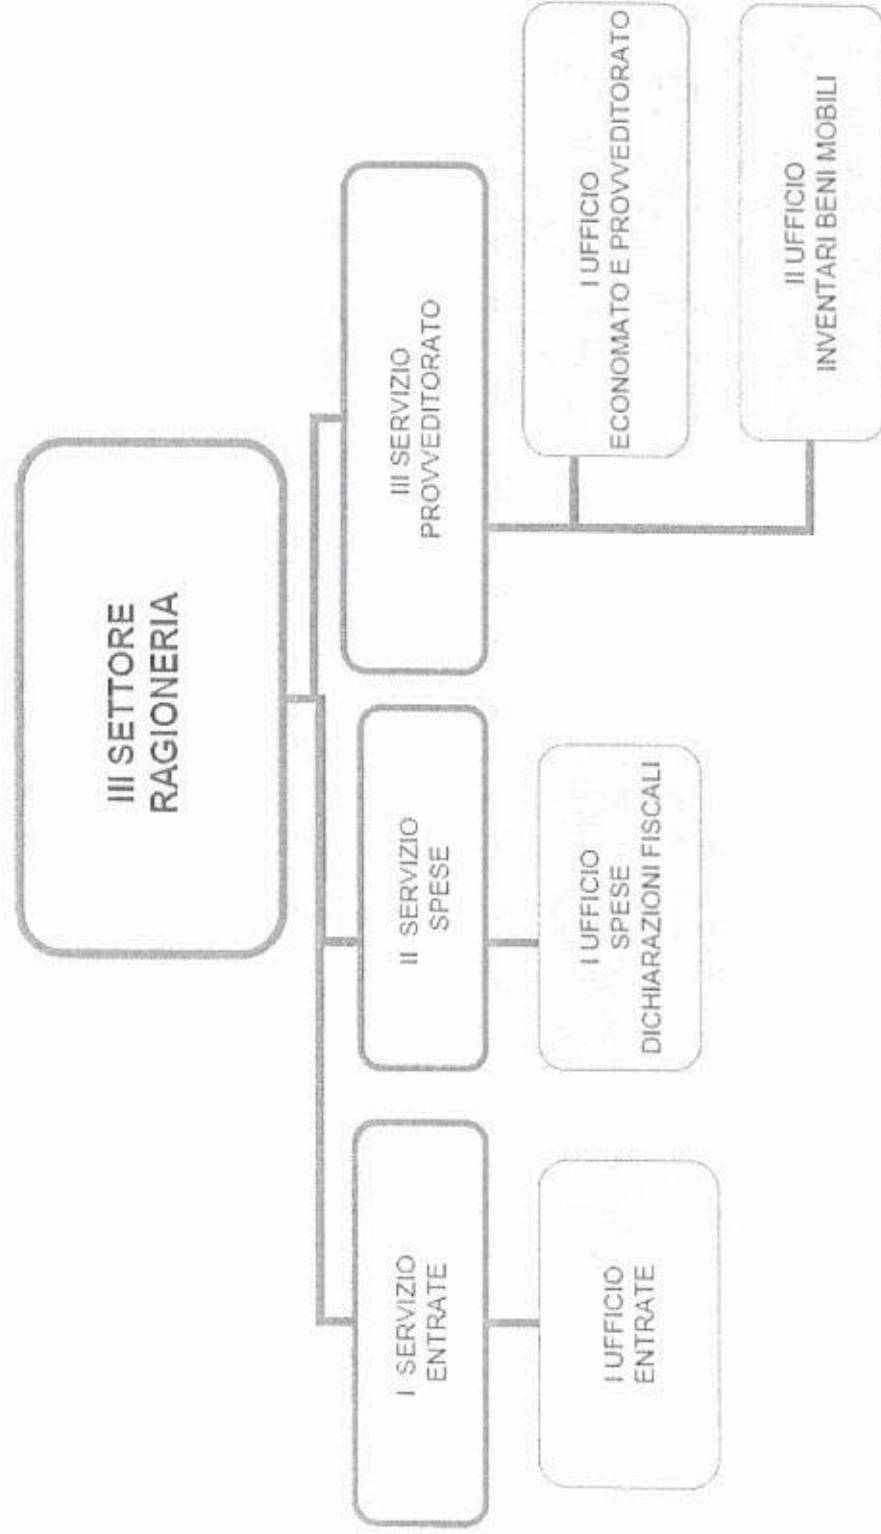 III SETTORE
RAGIONERIA
I SERVIZIO
ENTRATE
II SERVIZIO
SPESE
III SERVIZIO
PROVVEDITORATO
I UFFICIO
ENTRATE
I UFFICIO
SPESE
DICHIARAZIONI FISCALI
I UFFICIO
ECONOMATO E PROVVEDITORATO
II UFFICIO
INVENTARI BENI MOBILI